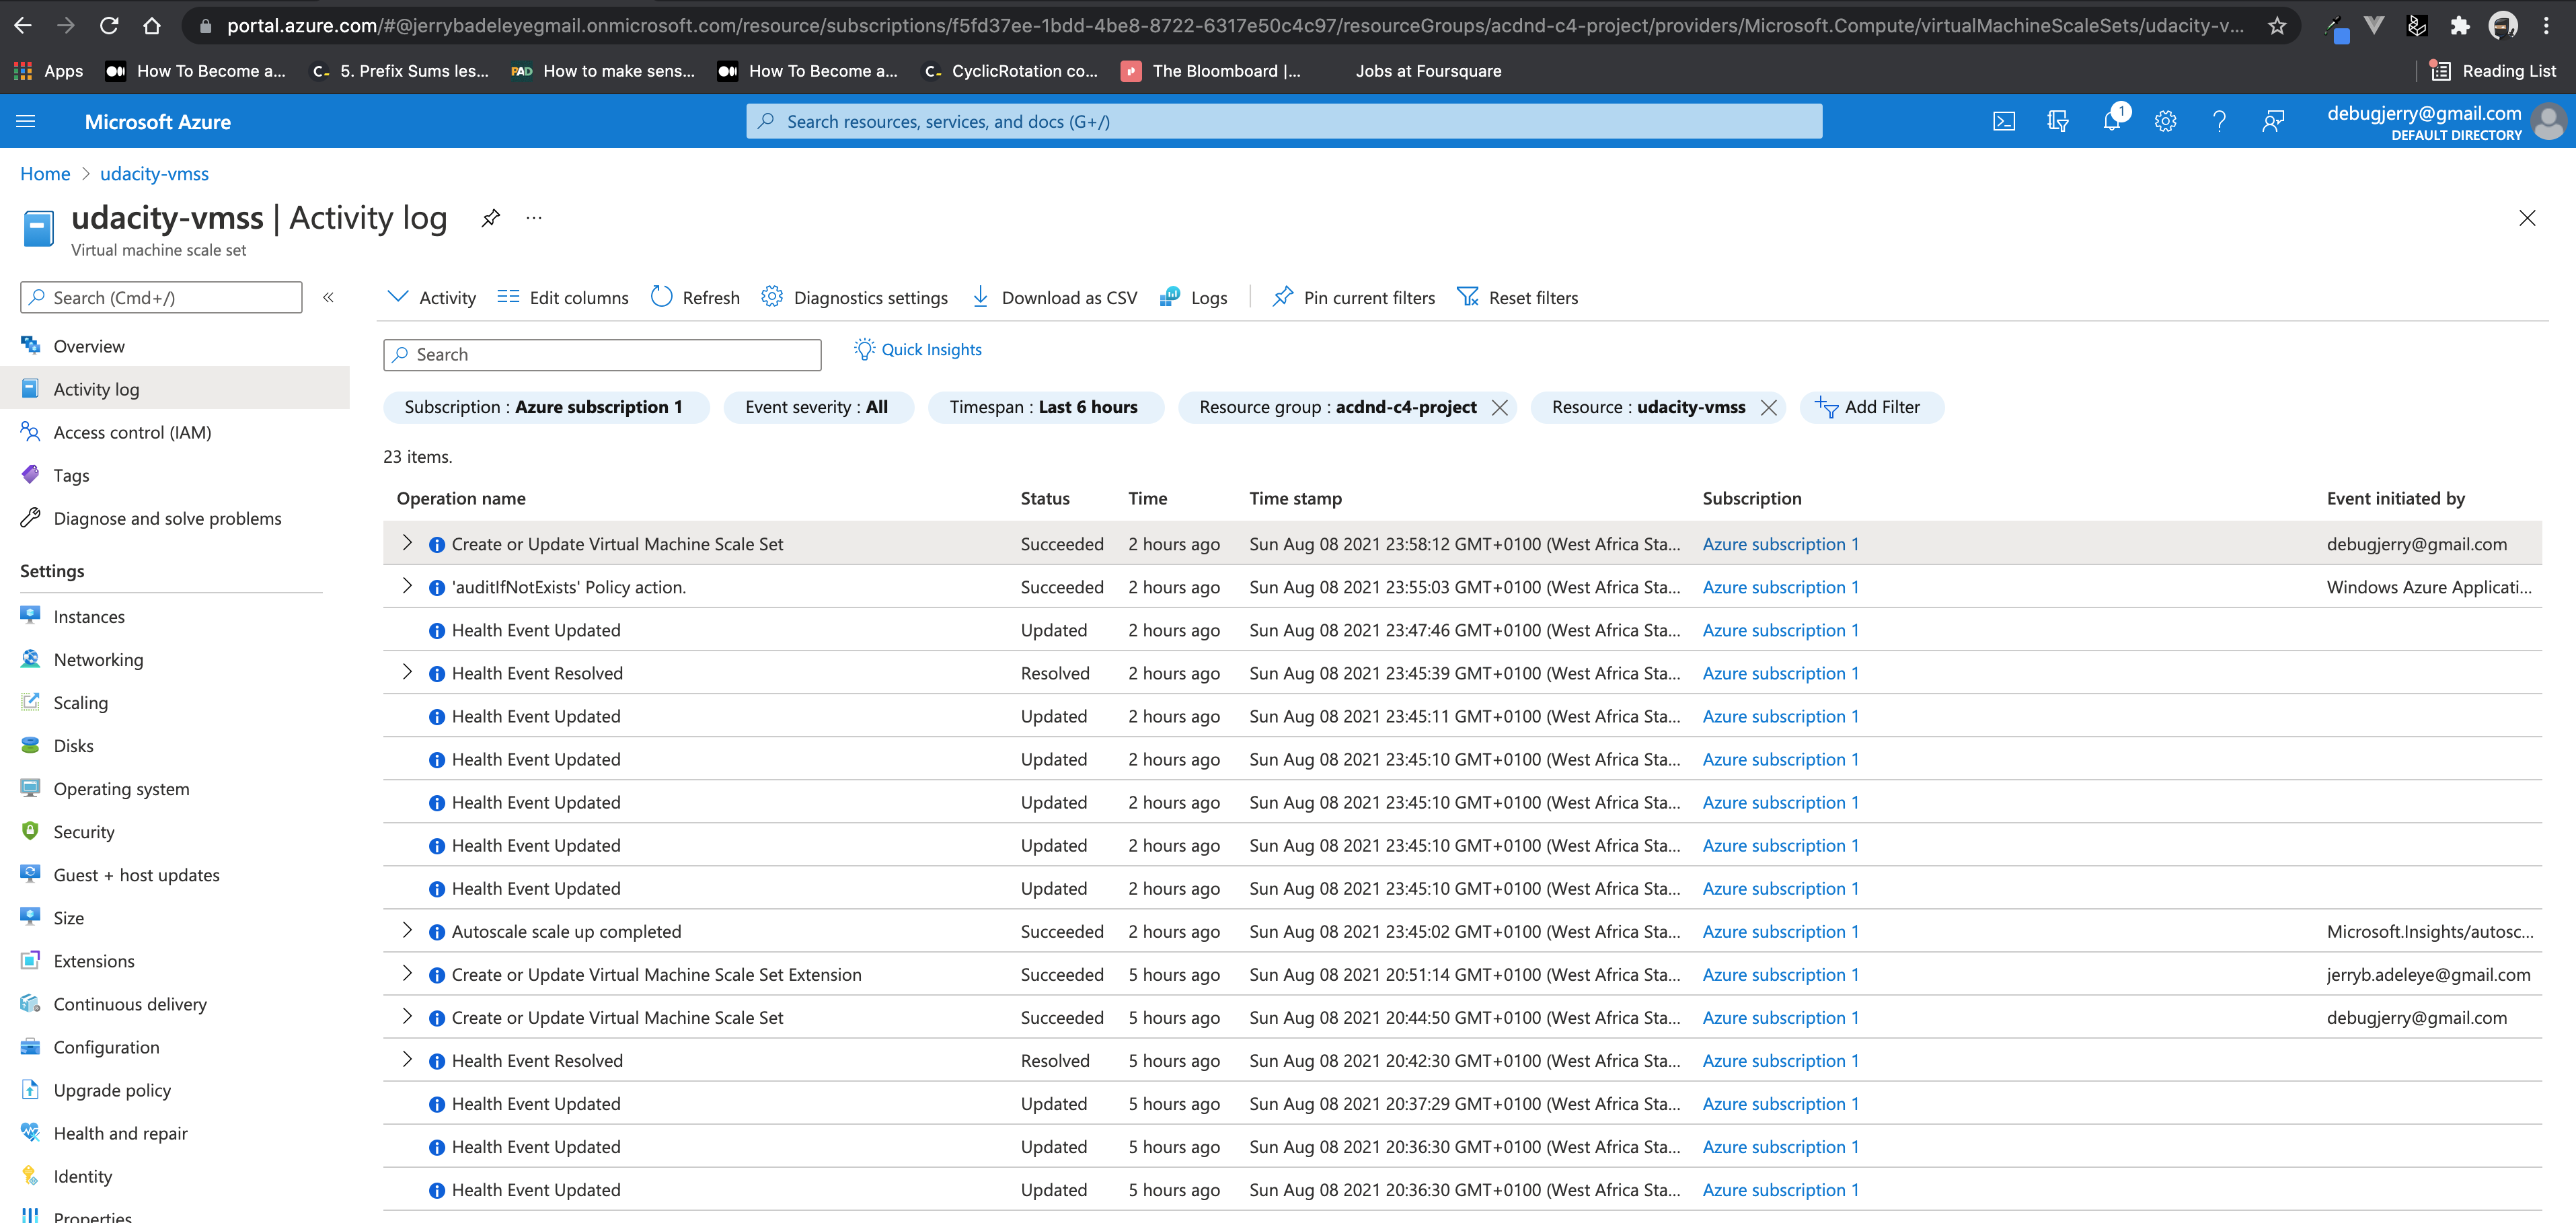 portal.azure.com/#@jerrybadeleyegmail.onmicrosoft.com/resource/subscriptions/f5fd37ee-1bdd-4be8-8722-6317e50c4c97/resourceGroups/acdnd-c4-project/providers/Microsoft.Compute/virtualMachineScaleSets/udacity-v...
Apps How To Become a... C- 5. Prefix Sums les... PAD How to make sens... How To Become a... C- CyclicRotation co... The Bloomboard |... Jobs at Foursquare Reading List
Microsoft Azure Search resources, services, and docs (G+/) 1 debugjerry@gmail.com
DEFAULT DIRECTORY
Home > udacity-vmss
udacity-vmss | Activity log ...
Virtual machine scale set
Search (Cmd+/) «
Activity Edit columns Refresh Diagnostics settings Download as CSV Logs Pin current filters Reset filters
Search Quick Insights
Subscription : Azure subscription 1 Event severity : All Timespan : Last 6 hours Resource group : acdnd-c4-project Resource : udacity-vmss Add Filter
23 items.
Overview
Activity log
Access control (IAM)
Tags
Diagnose and solve problems
Settings
Instances
Networking
Scaling
Disks
Operating system
Security
Guest + host updates
Size
Extensions
Continuous delivery
Configuration
Upgrade policy
Health and repair
Identity
Properties
Operation name Status Time Time stamp Subscription Event initiated by
Create or Update Virtual Machine Scale Set Succeeded 2 hours ago Sun Aug 08 2021 23:58:12 GMT+0100 (West Africa Sta... Azure subscription 1 debugjerry@gmail.com
'auditIfNotExists' Policy action. Succeeded 2 hours ago Sun Aug 08 2021 23:55:03 GMT+0100 (West Africa Sta... Azure subscription 1 Windows Azure Applicati...
Health Event Updated Updated 2 hours ago Sun Aug 08 2021 23:47:46 GMT+0100 (West Africa Sta... Azure subscription 1
Health Event Resolved Resolved 2 hours ago Sun Aug 08 2021 23:45:39 GMT+0100 (West Africa Sta... Azure subscription 1
Health Event Updated Updated 2 hours ago Sun Aug 08 2021 23:45:11 GMT+0100 (West Africa Sta... Azure subscription 1
Health Event Updated Updated 2 hours ago Sun Aug 08 2021 23:45:10 GMT+0100 (West Africa Sta... Azure subscription 1
Health Event Updated Updated 2 hours ago Sun Aug 08 2021 23:45:10 GMT+0100 (West Africa Sta... Azure subscription 1
Health Event Updated Updated 2 hours ago Sun Aug 08 2021 23:45:10 GMT+0100 (West Africa Sta... Azure subscription 1
Health Event Updated Updated 2 hours ago Sun Aug 08 2021 23:45:10 GMT+0100 (West Africa Sta... Azure subscription 1
Autoscale scale up completed Succeeded 2 hours ago Sun Aug 08 2021 23:45:02 GMT+0100 (West Africa Sta... Azure subscription 1 Microsoft.Insights/autosc...
Create or Update Virtual Machine Scale Set Extension Succeeded 5 hours ago Sun Aug 08 2021 20:51:14 GMT+0100 (West Africa Sta... Azure subscription 1 jerryb.adeleye@gmail.com
Create or Update Virtual Machine Scale Set Succeeded 5 hours ago Sun Aug 08 2021 20:44:50 GMT+0100 (West Africa Sta... Azure subscription 1 debugjerry@gmail.com
Health Event Resolved Resolved 5 hours ago Sun Aug 08 2021 20:42:30 GMT+0100 (West Africa Sta... Azure subscription 1
Health Event Updated Updated 5 hours ago Sun Aug 08 2021 20:37:29 GMT+0100 (West Africa Sta... Azure subscription 1
Health Event Updated Updated 5 hours ago Sun Aug 08 2021 20:36:30 GMT+0100 (West Africa Sta... Azure subscription 1
Health Event Updated Updated 5 hours ago Sun Aug 08 2021 20:36:30 GMT+0100 (West Africa Sta... Azure subscription 1